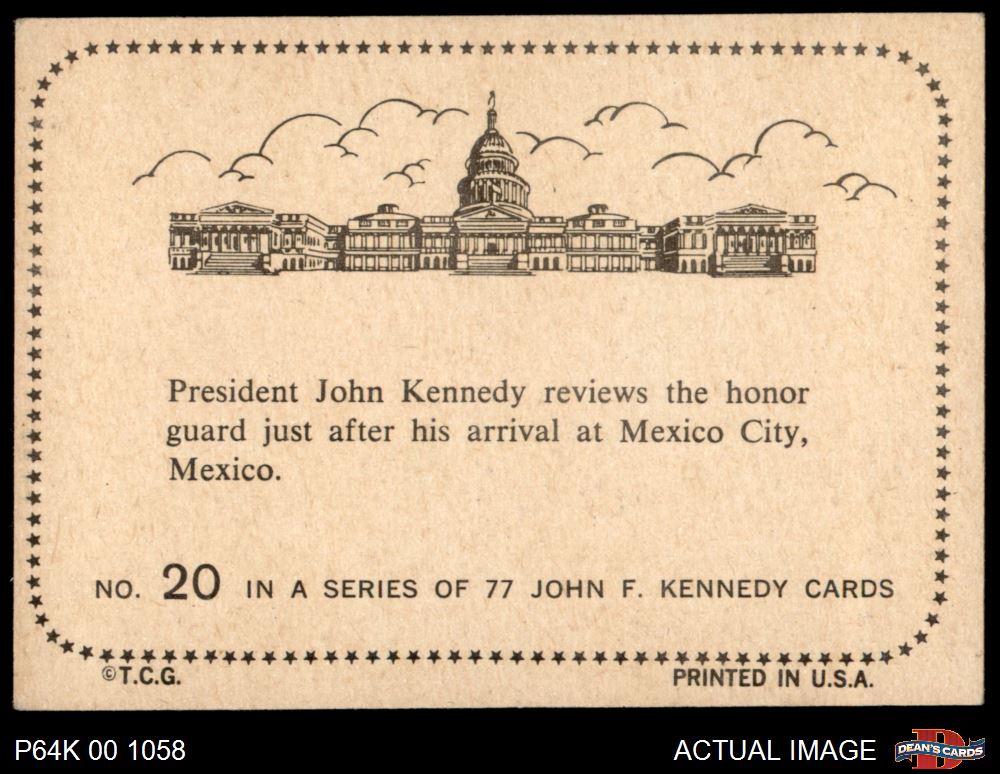 President John Kennedy reviews the honor
guard just after his arrival at Mexico City,
Mexico.
NO. 20 IN A SERIES OF 77 JOHN F. KENNEDY CARDS
©T.C.G. PRINTED IN U.S.A.
P64K 00 1058 ACTUAL IMAGE DEAN'S CARDS